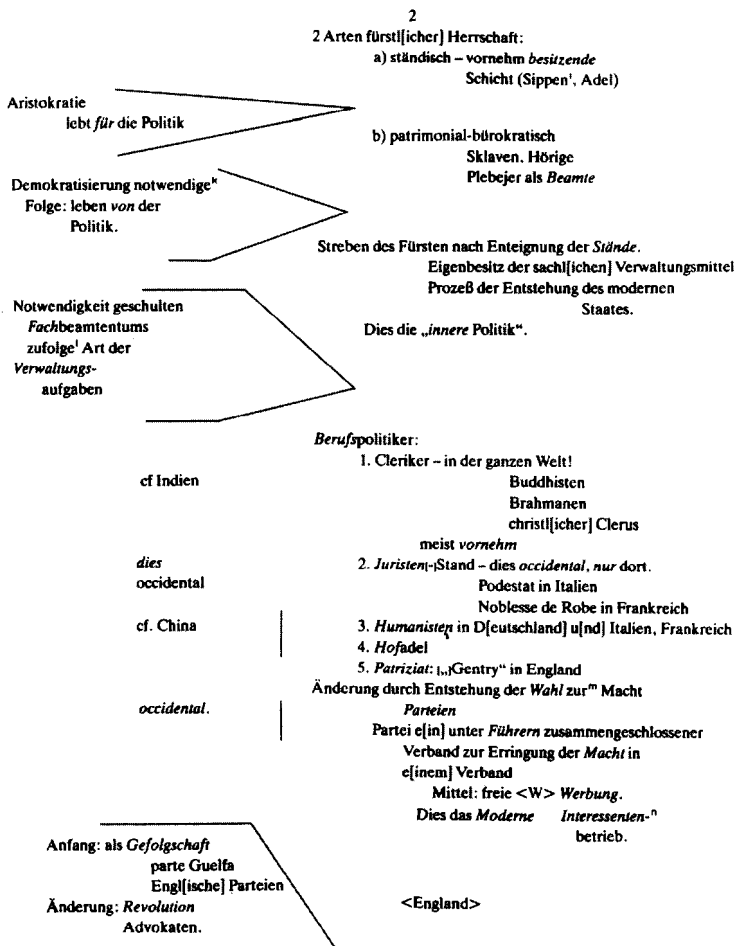 2
2 Arten fürstl[icher] Herrschaft:
a) ständisch – vornehm besitzende
Schicht (Sippenⁱ, Adel)
Aristokratie
lebt für die Politik
b) patrimonial-bürokratisch
Sklaven, Hörige
Plebejer als Beamte
Demokratisierung notwendigeᵏ
Folge: leben von der
Politik.
Streben des Fürsten nach Enteignung der Stände.
Eigenbesitz der sachl[ichen] Verwaltungsmittel
Prozeß der Entstehung des modernen
Staates.
Dies die „innere Politik“.
Notwendigkeit geschulten
Fachbeamtentums
zufolgeˡ Art der
Verwaltungs-
aufgaben
Berufspolitiker:
1. Cleriker – in der ganzen Welt!
cf Indien
Buddhisten
Brahmanen
christl[icher] Clerus
meist vornehm
dies
occidental
2. Juristen[-]Stand – dies occidental, nur dort.
Podestat in Italien
Noblesse de Robe in Frankreich
cf. China
3. Humanisten in D[eutschland] u[nd] Italien, Frankreich
4. Hofadel
5. Patriziat: [„]Gentry“ in England
Änderung durch Entstehung der Wahl zurᵐ Macht
occidental.
Parteien
Partei e[in] unter Führern zusammengeschlossener
Verband zur Erringung der Macht in
e[inem] Verband
Mittel: freie <W> Werbung.
Dies das Moderne Interessenten-ⁿ
betrieb.
Anfang: als Gefolgschaft
parte Guelfa
Engl[ische] Parteien
Änderung: Revolution
Advokaten.
<England>